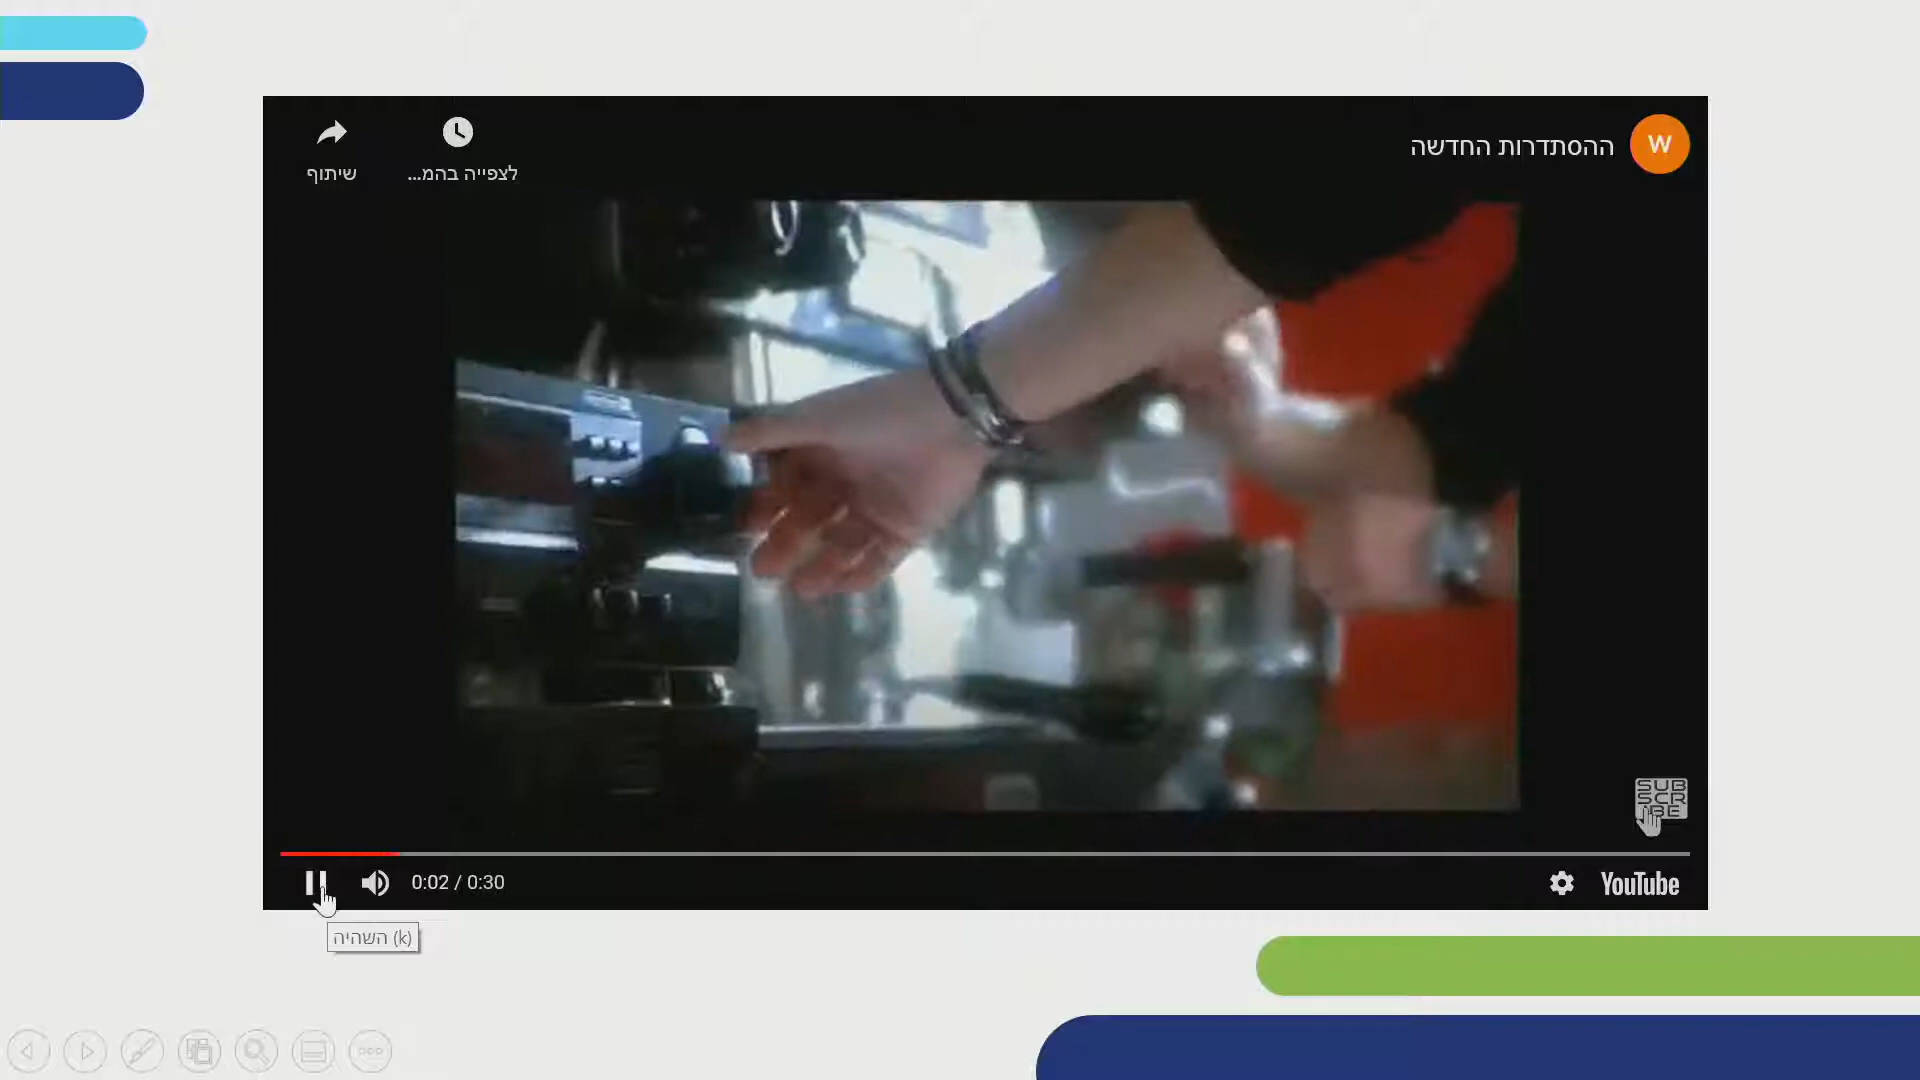 ההסתדרות החדשה
W
שיתוף
לצפייה בהמ...
SUB
SCR
IBE
0:02 / 0:30
YouTube
השהיה (k)